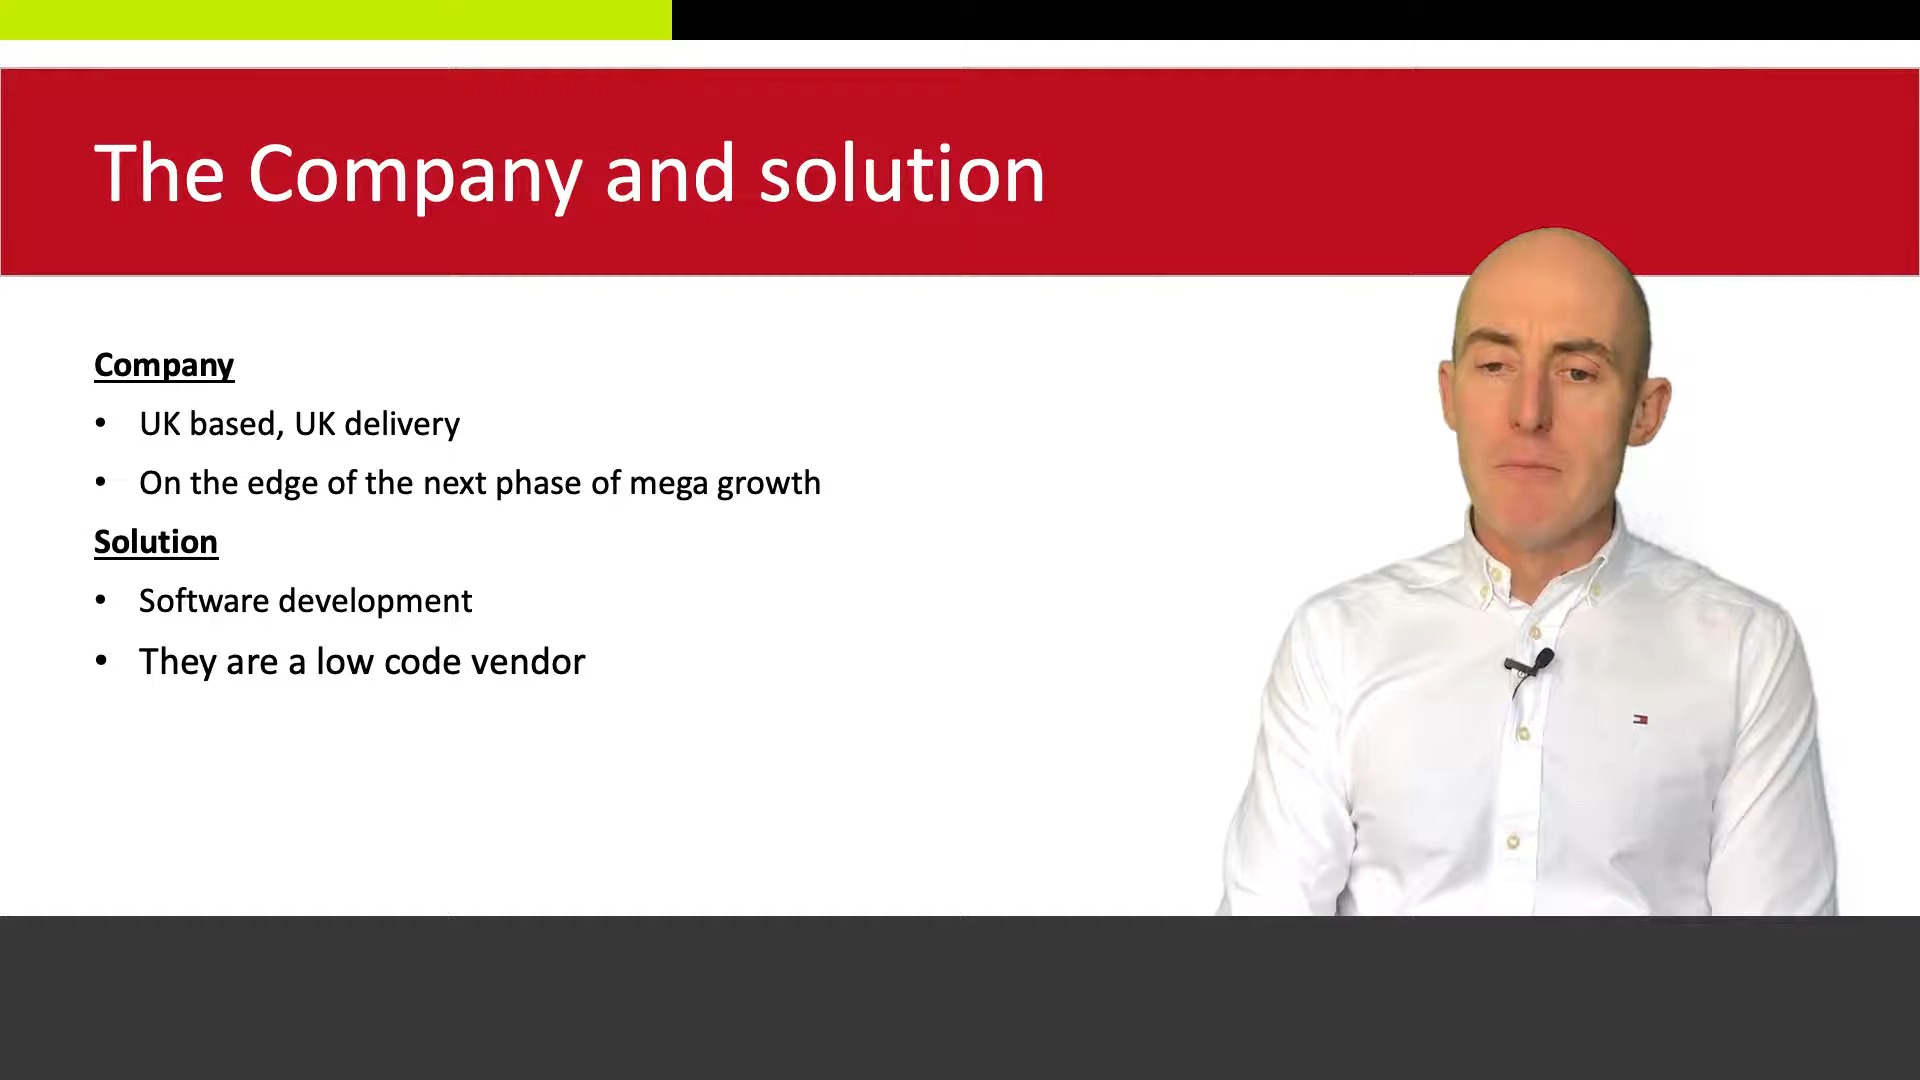 The Company and solution
Company
• UK based, UK delivery
• On the edge of the next phase of mega growth
Solution
• Software development
• They are a low code vendor